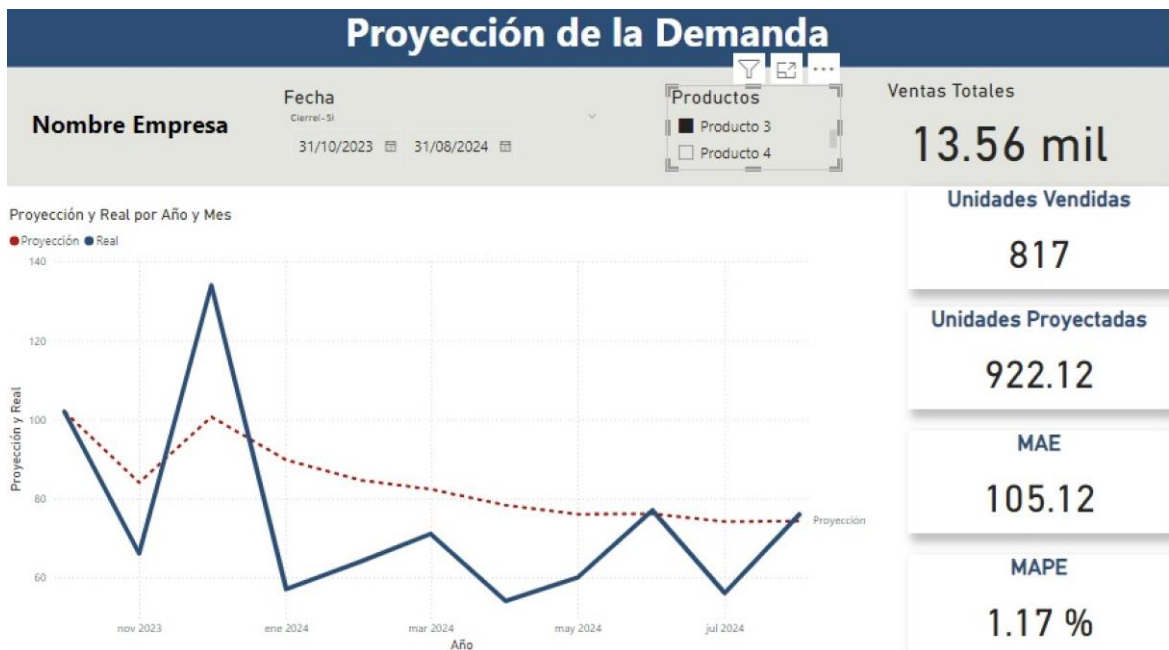 Proyección de la Demanda
Nombre Empresa
Fecha
Cierrel-SI
31/10/2023
31/08/2024
Productos
Producto 3
Producto 4
Ventas Totales
13.56 mil
Proyección y Real por Año y Mes
Proyección Real
140
120
100
80
60
Proyección y Real
Proyección
nov 2023
ene 2024
mar 2024
may 2024
jul 2024
Año
Unidades Vendidas
817
Unidades Proyectadas
922.12
MAE
105.12
MAPE
1.17 %